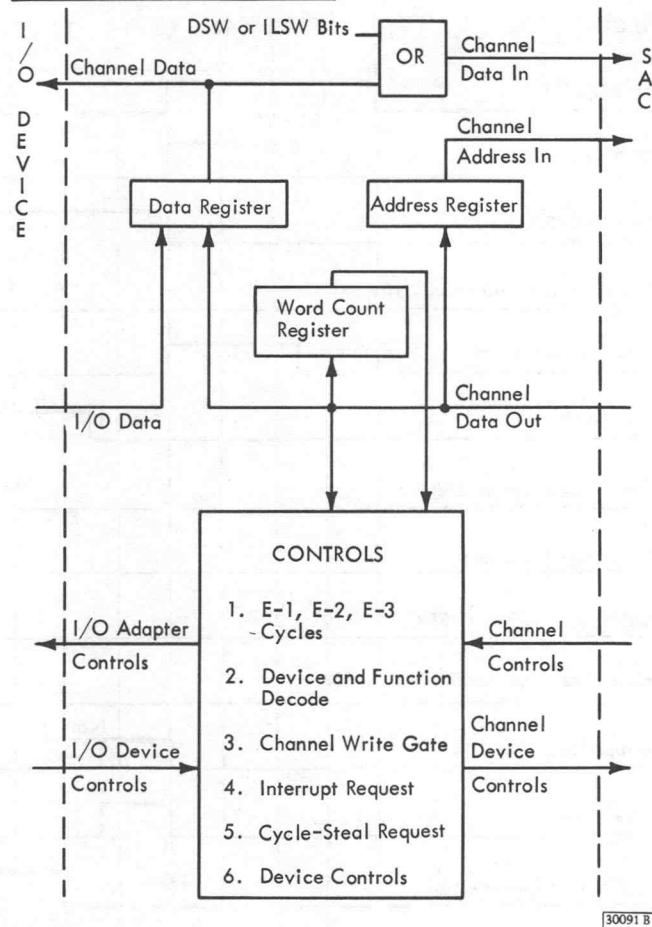 DSW or ILSW Bits
OR
Channel
Data In
Channel Data
I/O DEVICE
SAC
Channel
Address In
Data Register
Address Register
Word Count
Register
I/O Data
Channel
Data Out
CONTROLS
1. E-1, E-2, E-3
Cycles
2. Device and Function
Decode
3. Channel Write Gate
4. Interrupt Request
5. Cycle-Steal Request
6. Device Controls
I/O Adapter
Controls
Channel
Controls
I/O Device
Controls
Channel
Device
Controls
30091 B